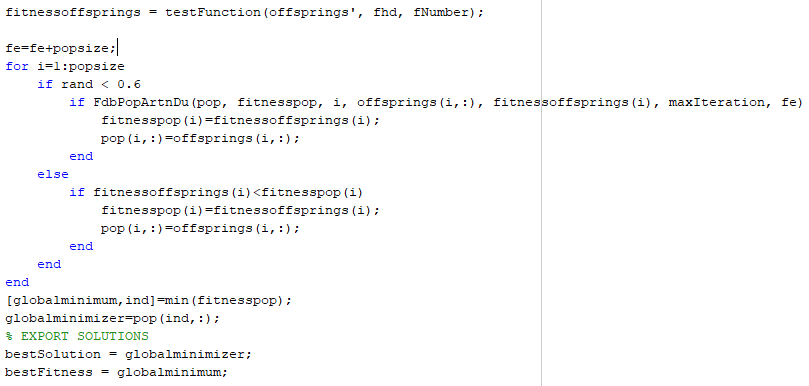 fitnessoffsprings = testFunction(offsprings', fhd, fNumber);
fe=fe+popsize;
for i=1:popsize
if rand < 0.6
if FdbPopArtnDu(pop, fitnesspop, i, offsprings(i,:), fitnessoffsprings(i), maxIteration, fe)
fitnesspop(i)=fitnessoffsprings(i);
pop(i,:)=offsprings(i,:);
end
else
if fitnessoffsprings(i)<fitnesspop(i)
fitnesspop(i)=fitnessoffsprings(i);
pop(i,:)=offsprings(i,:);
end
end
end
[globalminimum,ind]=min(fitnesspop);
globalminimizer=pop(ind,:);
% EXPORT SOLUTIONS
bestSolution = globalminimizer;
bestFitness = globalminimum;